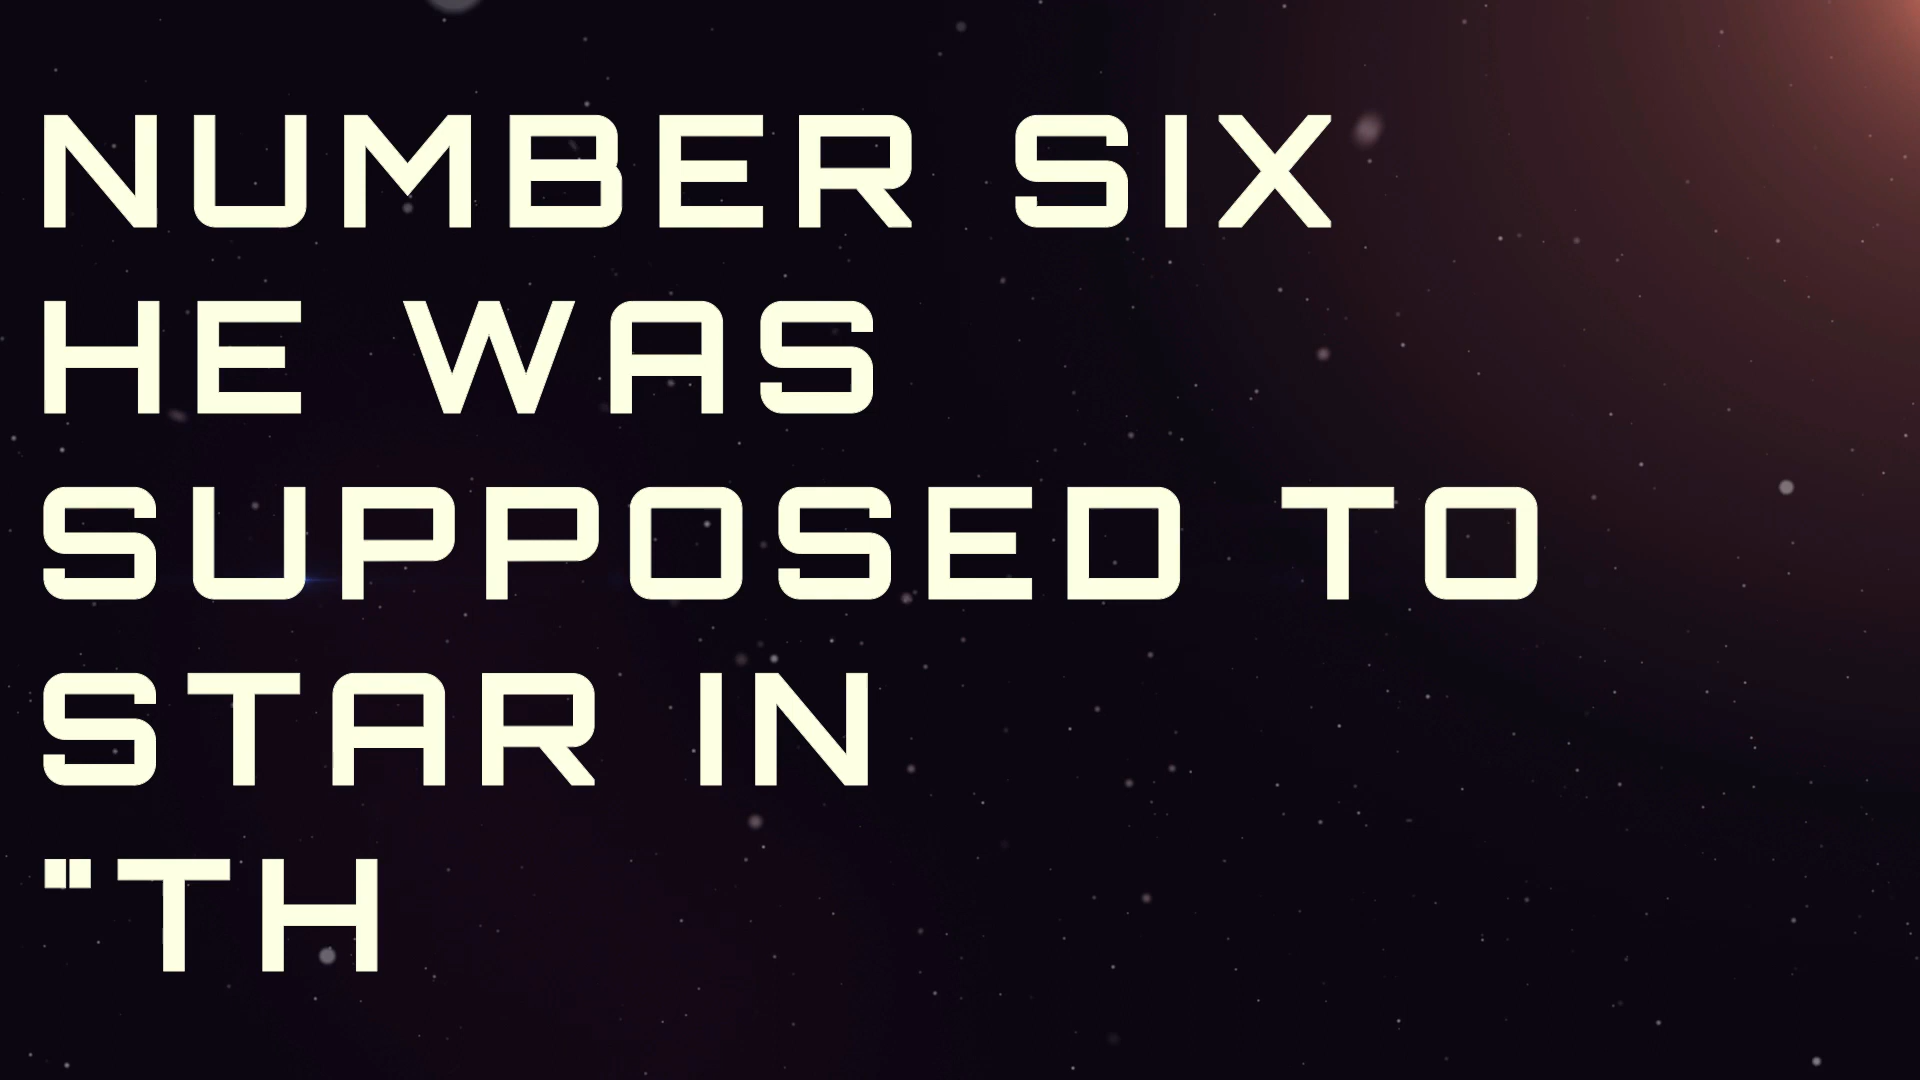 NUMBER SIX
HE WAS
SUPPOSED TO
STAR IN
"TH